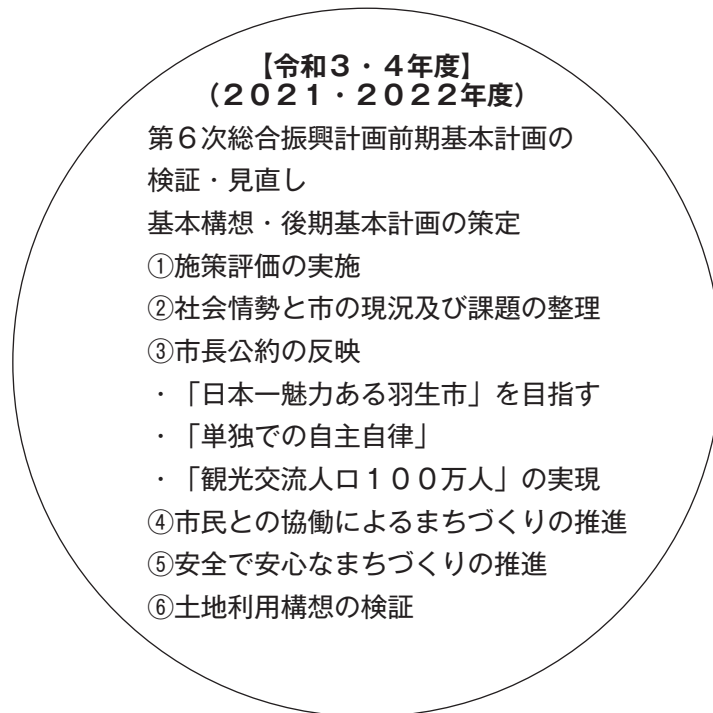 【令和３・４年度】
（２０２１・２０２２年度）
第６次総合振興計画前期基本計画の
検証・見直し
基本構想・後期基本計画の策定
①施策評価の実施
②社会情勢と市の現況及び課題の整理
③市長公約の反映
・「日本一魅力ある羽生市」を目指す
・「単独での自主自律」
・「観光交流人口１００万人」の実現
④市民との協働によるまちづくりの推進
⑤安全で安心なまちづくりの推進
⑥土地利用構想の検証